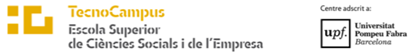 TecnoCampus
Escola Superior
de Ciències Socials i de l'Empresa
Centre adscrit a:
upf.
Universitat
Pompeu Fabra
Barcelona